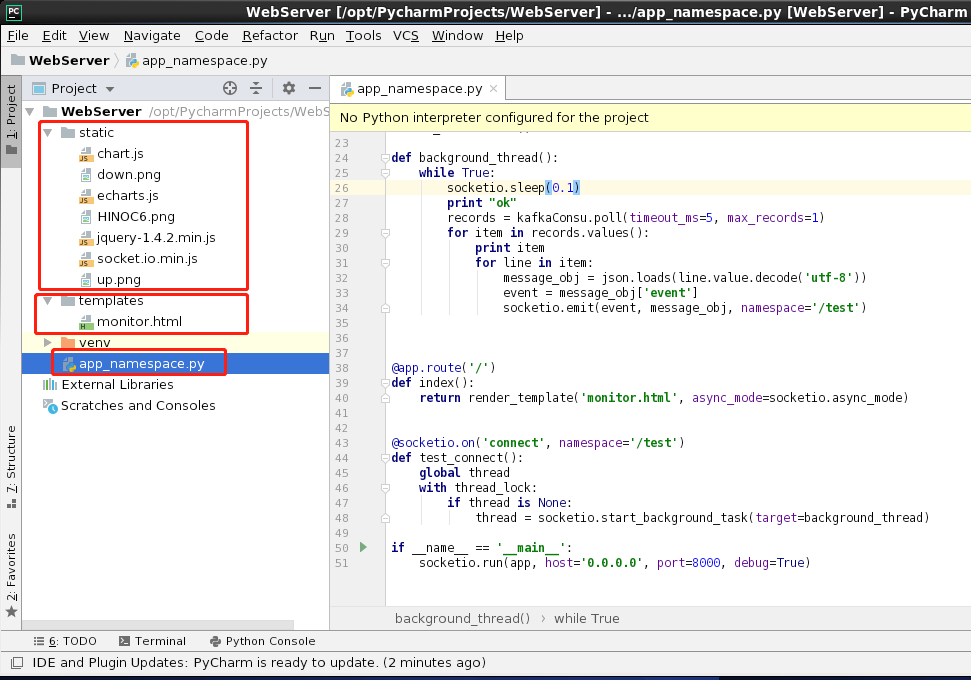 PC WebServer [/opt/PycharmProjects/WebServer] - .../app_namespace.py [WebServer] - PyCharm
File Edit View Navigate Code Refactor Run Tools VCS Window Help
WebServer app_namespace.py
1: Project
7: Structure
2: Favorites
Project
WebServer /opt/PycharmProjects/WebS
static
JS chart.js
down.png
JS echarts.js
HINOC6.png
JS jquery-1.4.2.min.js
JS socket.io.min.js
up.png
templates
H monitor.html
venv
app_namespace.py
External Libraries
Scratches and Consoles
app_namespace.py
No Python interpreter configured for the project
23
24 def background_thread():
25 while True:
26 socketio.sleep(0.1)
27 print "ok"
28 records = kafkaConsu.poll(timeout_ms=5, max_records=1)
29 for item in records.values():
30 print item
31 for line in item:
32 message_obj = json.loads(line.value.decode('utf-8'))
33 event = message_obj['event']
34 socketio.emit(event, message_obj, namespace='/test')
35
36
37
38 @app.route('/')
39 def index():
40 return render_template('monitor.html', async_mode=socketio.async_mode)
41
42
43 @socketio.on('connect', namespace='/test')
44 def test_connect():
45 global thread
46 with thread_lock:
47 if thread is None:
48 thread = socketio.start_background_task(target=background_thread)
49
50 if __name__ == '__main__':
51 socketio.run(app, host='0.0.0.0', port=8000, debug=True)
background_thread() › while True
6: TODO Terminal Python Console
IDE and Plugin Updates: PyCharm is ready to update. (2 minutes ago)